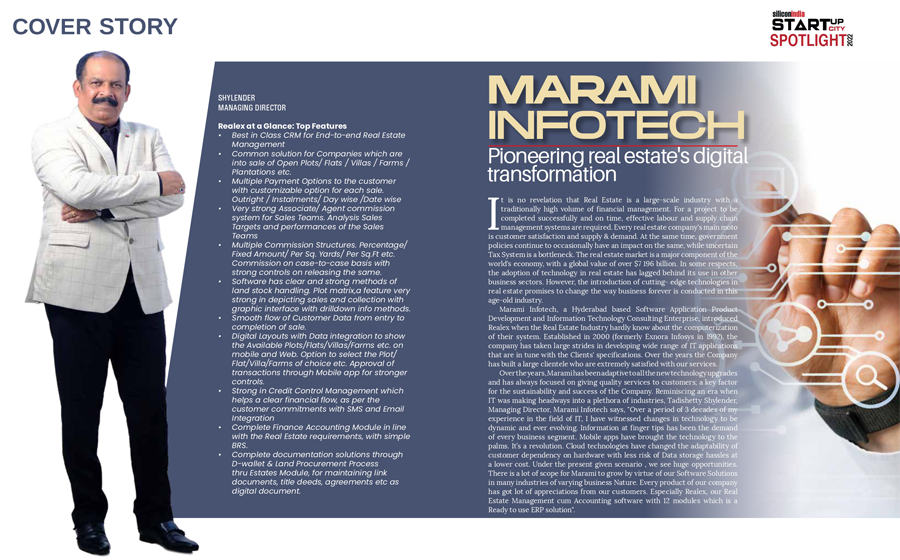 COVER STORY
siliconindia
STARTUP
CITY
SPOTLIGHT
2022
SHYLENDER
MANAGING DIRECTOR
Realex at a Glance: Top Features
• Best in Class CRM for End-to-end Real Estate
Management
• Common solution for Companies which are
into sale of Open Plots/ Flats / Villas / Farms /
Plantations etc.
• Multiple Payment Options to the customer
with customizable option for each sale.
Outright / Instalments/ Day wise /Date wise
• Very strong Associate/ Agent commission
system for Sales Teams. Analysis Sales
Targets and performances of the Sales
Teams
• Multiple Commission Structures. Percentage/
Fixed Amount/ Per Sq. Yards/ Per Sq.Ft etc.
Commission on case-to-case basis with
strong controls on releasing the same.
• Software has clear and strong methods of
land stock handling. Plot matrix,a feature very
strong in depicting sales and collection with
graphic interface with drilldown info methods.
• Smooth flow of Customer Data from entry to
completion of sale.
• Digital layouts with Data integration to show
the Available Plots/Flats/Villas/Farms etc. on
mobile and Web. Option to select the Plot/
Flat/Villa/Farms of choice etc. Approval of
transactions through Mobile app for stronger
controls.
• Strong in Credit Control Management which
helps a clear financial flow, as per the
customer commitments with SMS and Email
Integration
• Complete Finance Accounting Module in line
with the Real Estate requirements, with simple
BRS.
• Complete documentation solutions through
D-wallet & Land Procurement Process
thru Estates Module, for maintaining link
documents, title deeds, agreements etc as
digital document.
MARAMI
INFOTECH
Pioneering real estate's digital
transformation
It is no revelation that Real Estate is a large-scale industry with a
traditionally high volume of financial management. For a project to be
completed successfully and on time, effective labour and supply chain
management systems are required. Every real estate company's main moto
is customer satisfaction and supply & demand. At the same time, government
policies continue to occasionally have an impact on the same, while uncertain
Tax System is a bottleneck. The real estate market is a major component of the
world's economy, with a global value of over $7 196 billion. In some respects,
the adoption of technology in real estate has lagged behind its use in other
business sectors. However, the introduction of cutting- edge technologies in
real estate promises to change the way business forever is conducted in this
age-old industry.
Marami Infotech, a Hyderabad based Software Application Product
Development and Information Technology Consulting Enterprise, introduced
Realex when the Real Estate Industry hardly know about the computerization
of their system. Established in 2000 (formerly Exnora Infosys in 1992), the
company has taken large strides in developing wide range of IT applications
that are in tune with the Clients' specifications. Over the years the Company
has built a large clientele who are extremely satisfied with our services.
Over the years, Marami has been adaptive to all the new technology upgrades
and has always focused on giving quality services to customers; a key factor
for the sustainability and success of the Company. Reminiscing an era when
IT was making headways into a plethora of industries, Tadishetty Shylender,
Managing Director, Marami Infotech says, "Over a period of 3 decades of my
experience in the field of IT, I have witnessed changes in technology to be
dynamic and ever evolving. Information at finger tips has been the demand
of every business segment. Mobile apps have brought the technology to the
palms. It's a revolution. Cloud technologies have changed the adaptability of
customer dependency on hardware with less risk of Data storage hassles at
a lower cost. Under the present given scenario , we see huge opportunities.
There is a lot of scope for Marami to grow by virtue of our Software Solutions
in many industries of varying business Nature. Every product of our company
has got lot of appreciations from our customers. Especially Realex, our Real
Estate Management cum Accounting software with 12 modules which is a
Ready to use ERP solution".